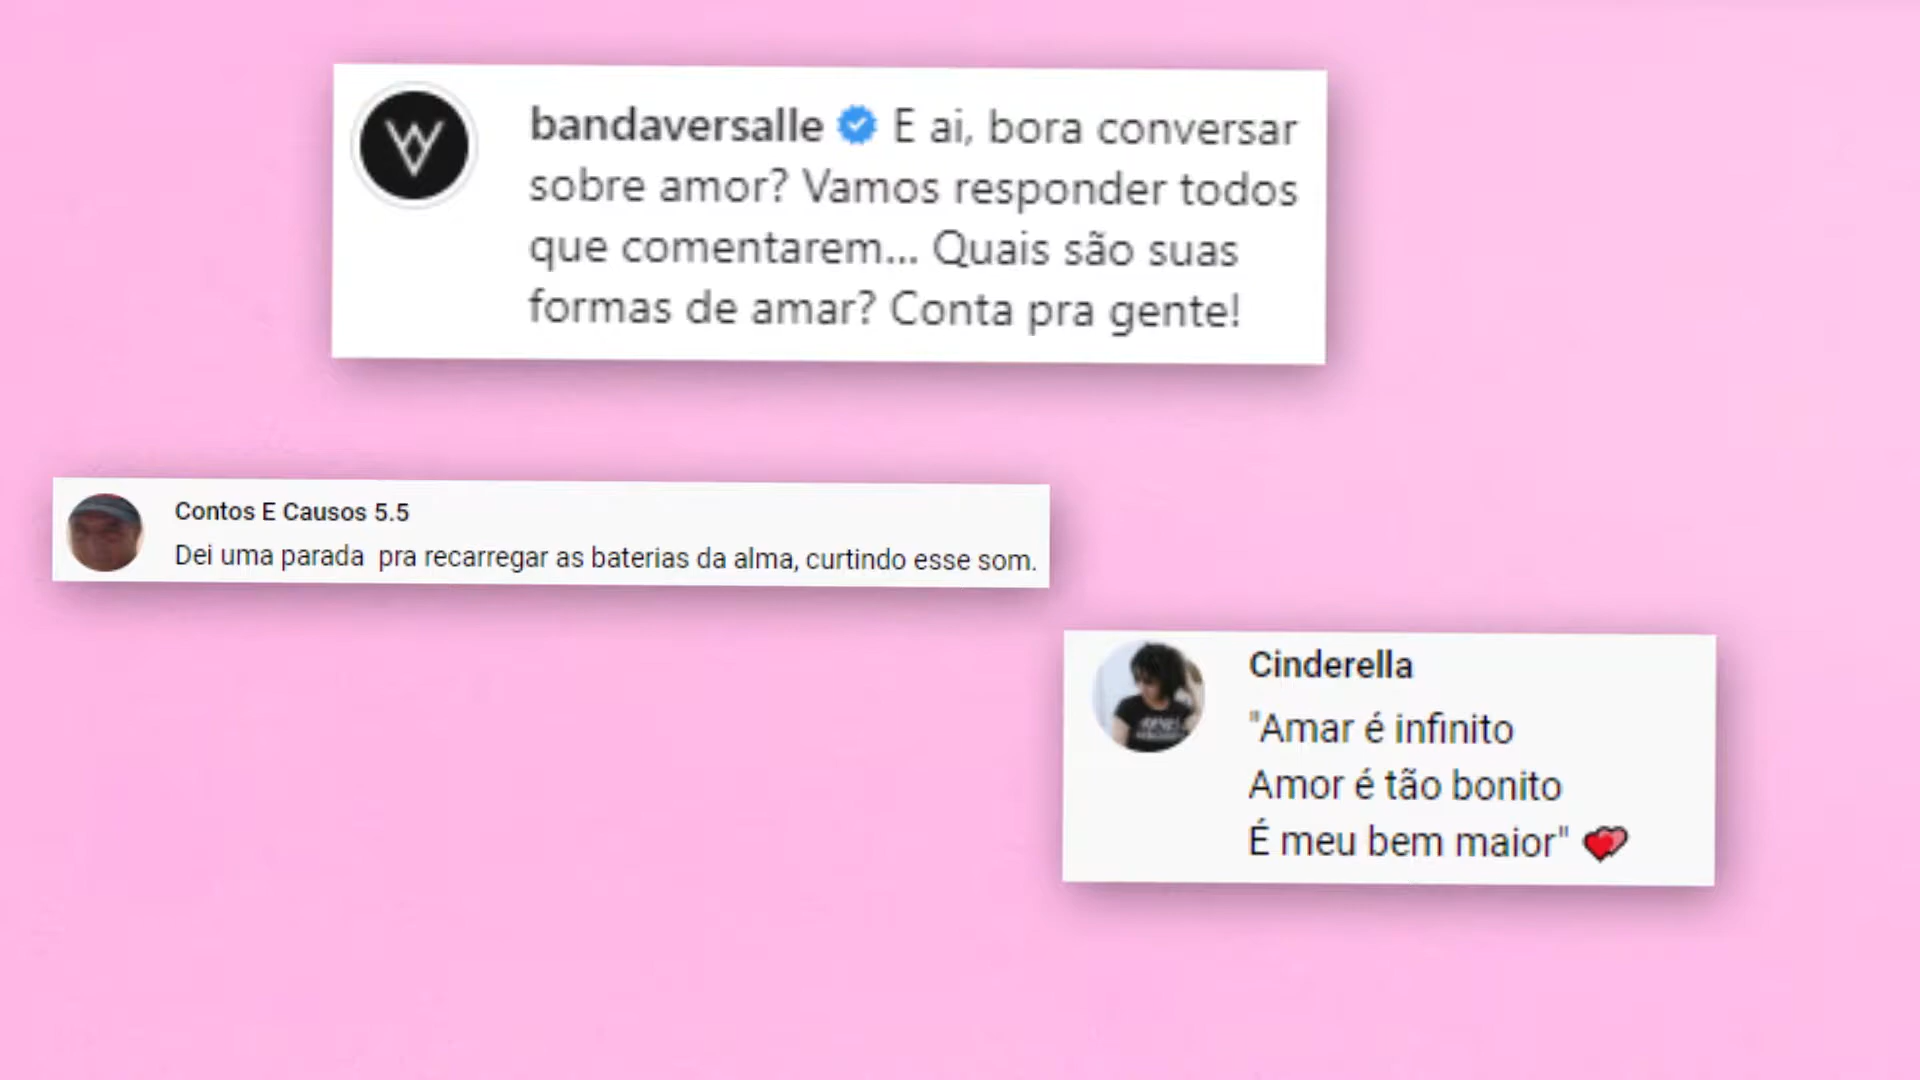 bandaversalle E ai, bora conversar
sobre amor? Vamos responder todos
que comentarem... Quais são suas
formas de amar? Conta pra gente!
Contos E Causos 5.5
Dei uma parada  pra recarregar as baterias da alma, curtindo esse som.
Cinderella
"Amar é infinito
Amor é tão bonito
É meu bem maior" 💕